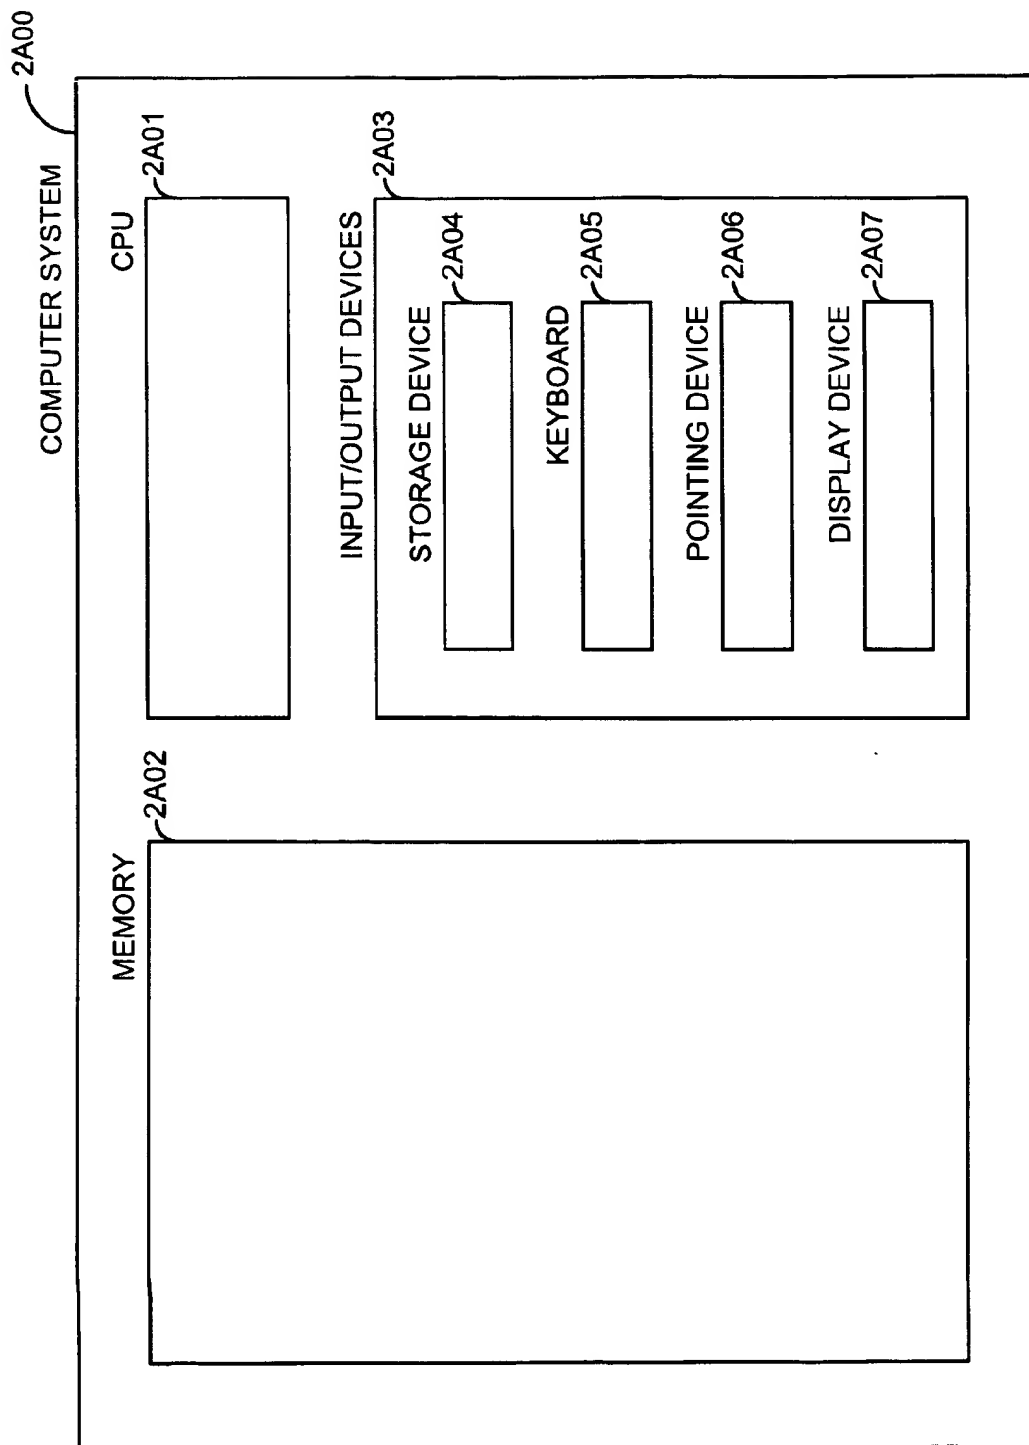 COMPUTER SYSTEM
2A00
MEMORY
2A02
CPU
2A01
INPUT/OUTPUT DEVICES
2A03
STORAGE DEVICE
2A04
KEYBOARD
2A05
POINTING DEVICE
2A06
DISPLAY DEVICE
2A07